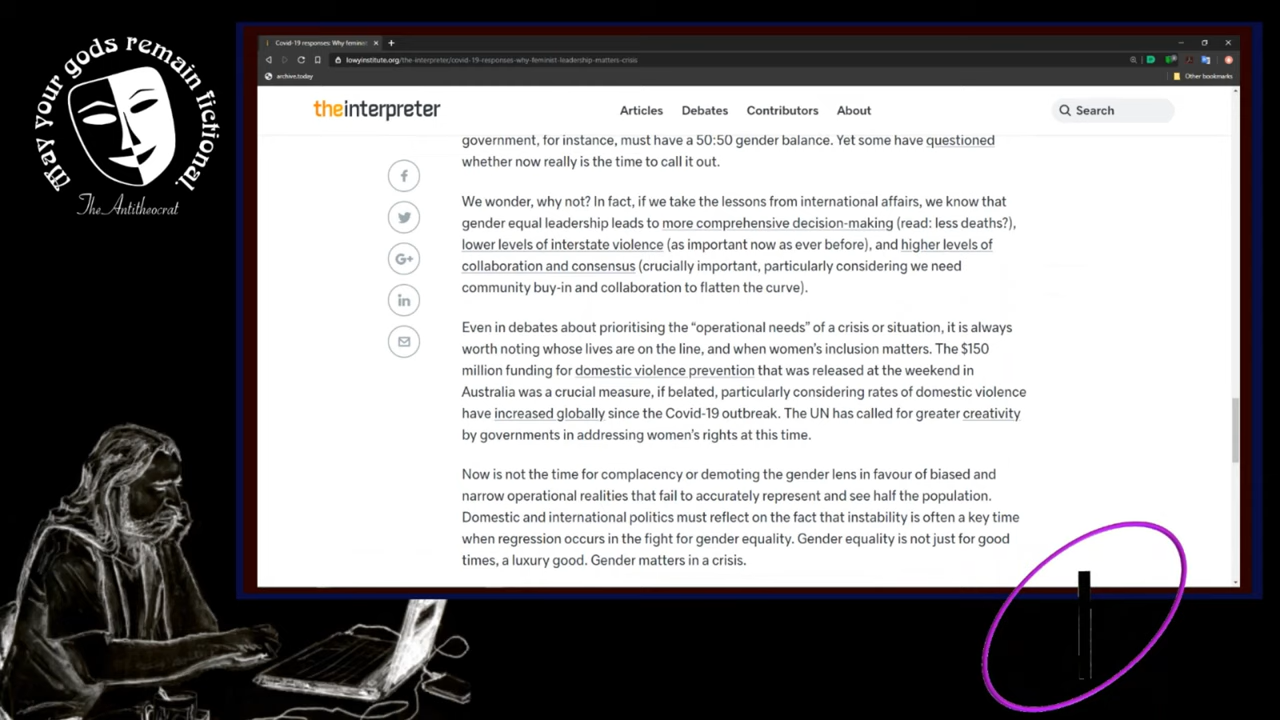 May your gods remain fictional.
The Antitheocrat
Covid-19 responses: Why feminis
lowyinstitute.org/the-interpreter/covid-19-responses-why-feminist-leadership-matters-crisis
archive.today
Other bookmarks
theinterpreter
Articles
Debates
Contributors
About
Search
government, for instance, must have a 50:50 gender balance. Yet some have questioned
whether now really is the time to call it out.
We wonder, why not? In fact, if we take the lessons from international affairs, we know that
gender equal leadership leads to more comprehensive decision-making (read: less deaths?),
lower levels of interstate violence (as important now as ever before), and higher levels of
collaboration and consensus (crucially important, particularly considering we need
community buy-in and collaboration to flatten the curve).
Even in debates about prioritising the “operational needs” of a crisis or situation, it is always
worth noting whose lives are on the line, and when women’s inclusion matters. The $150
million funding for domestic violence prevention that was released at the weekend in
Australia was a crucial measure, if belated, particularly considering rates of domestic violence
have increased globally since the Covid-19 outbreak. The UN has called for greater creativity
by governments in addressing women’s rights at this time.
Now is not the time for complacency or demoting the gender lens in favour of biased and
narrow operational realities that fail to accurately represent and see half the population.
Domestic and international politics must reflect on the fact that instability is often a key time
when regression occurs in the fight for gender equality. Gender equality is not just for good
times, a luxury good. Gender matters in a crisis.